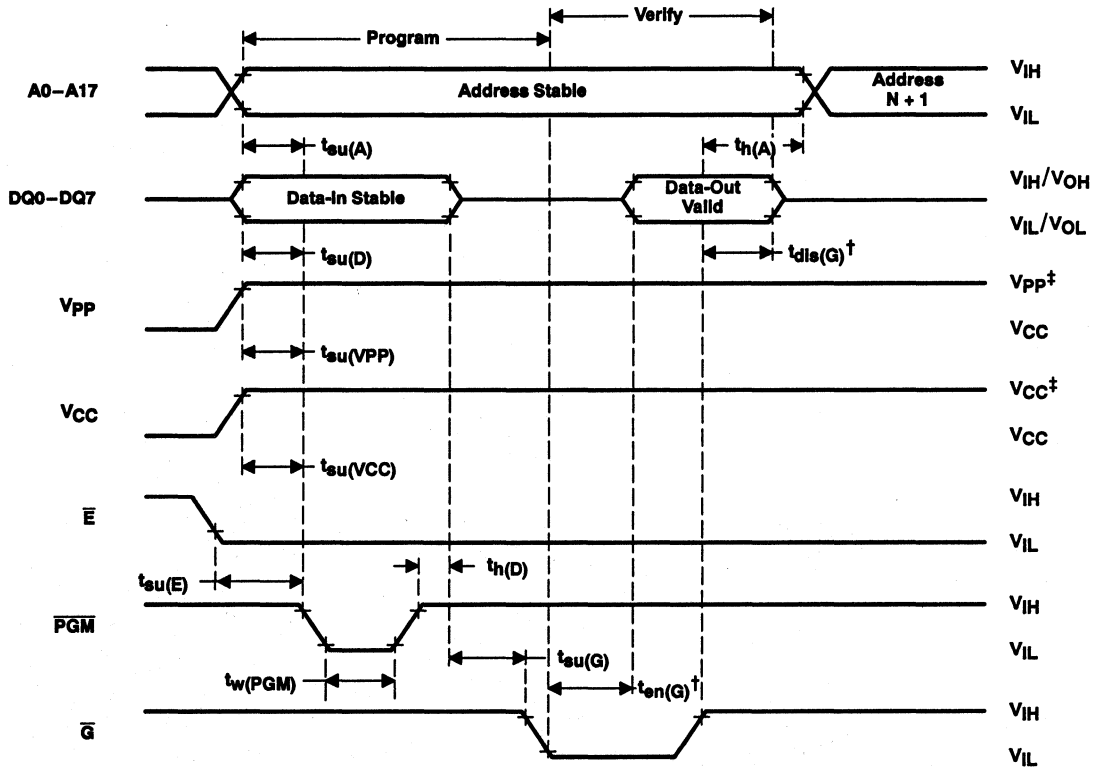 Verify
Program
A0–A17
Address Stable
Address
N + 1
VIH
VIL
tsu(A)
th(A)
DQ0–DQ7
Data-In Stable
Data-Out
Valid
VIH/VOH
VIL/VOL
tsu(D)
tdis(G)†
VPP
VPP‡
VCC
tsu(VPP)
VCC
VCC‡
VCC
tsu(VCC)
E
VIH
VIL
tsu(E)
th(D)
PGM
VIH
VIL
tw(PGM)
tsu(G)
ten(G)†
G
VIH
VIL